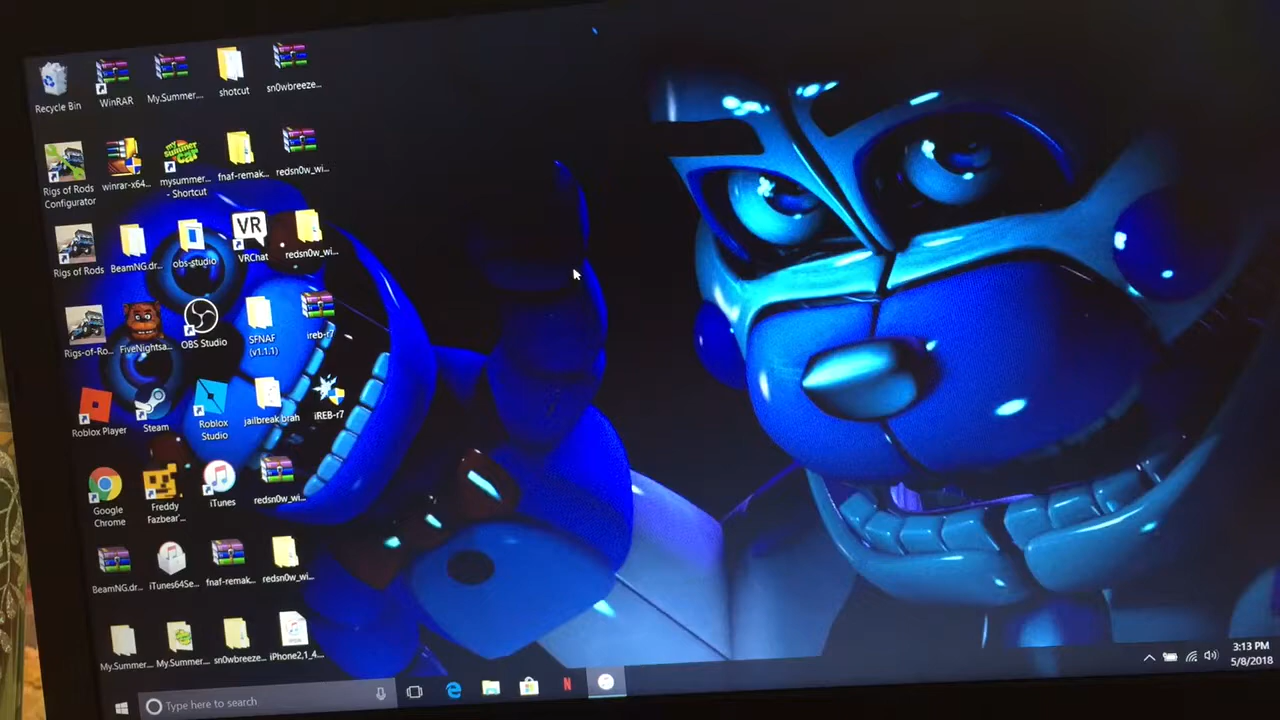 Recycle Bin
WinRAR
My.Summer....
shotcut
sn0wbreeze...
Rigs of Rods
Configurator
winrar-x64...
my
summer
car
mysummer...
- Shortcut
fnaf-remak...
redsn0w_wi...
Rigs of Rods
BeamNG.dr...
obs-studio
VR
VRChat
redsn0w_wi...
Rigs-of-Ro...
FiveNightsa...
OBS Studio
SFNAF
(v1.1.1)
ireb-r7
Roblox Player
Steam
Roblox
Studio
jailbreak brah
iREB-r7
Google
Chrome
Freddy
Fazbear'...
iTunes
redsn0w_wi...
BeamNG.dr...
iTunes64Se...
fnaf-remak...
redsn0w_wi...
My.Summer...
My.Summer...
sn0wbreeze...
iPhone2,1_4...
Type here to search
N
3:13 PM
5/8/2018